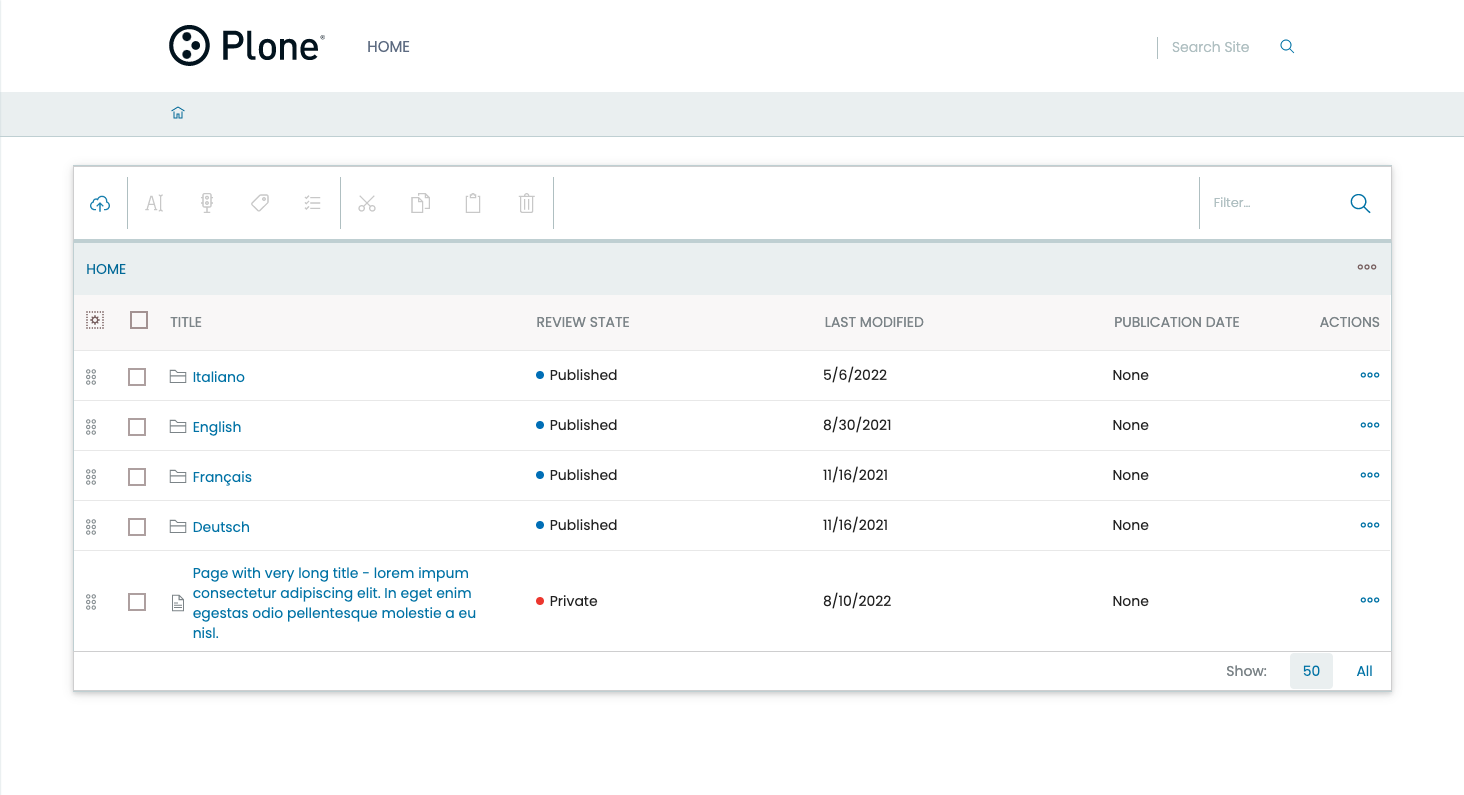 Plone®
HOME
Search Site
AI
Filter...
HOME
TITLE REVIEW STATE LAST MODIFIED PUBLICATION DATE ACTIONS
Italiano Published 5/6/2022 None
English Published 8/30/2021 None
Français Published 11/16/2021 None
Deutsch Published 11/16/2021 None
Page with very long title - lorem impum
consectetur adipiscing elit. In eget enim
egestas odio pellentesque molestie a eu
nisl.
Private 8/10/2022 None
Show: 50 All